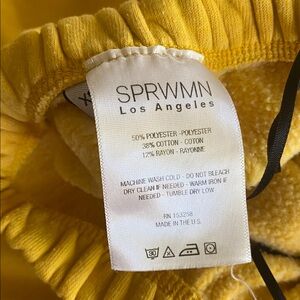 XS
SPRWMN
Los Angeles
50% POLYESTER -POLYESTER
38% COTTON - COTON
12% RAYON - RAYONNE
MACHINE WASH COLD - DO NOT BLEACH
DRY CLEAN IF NEEDED - WARM IRON IF
NEEDED - TUMBLE DRY LOW
RN 153258
MADE IN THE U.S.